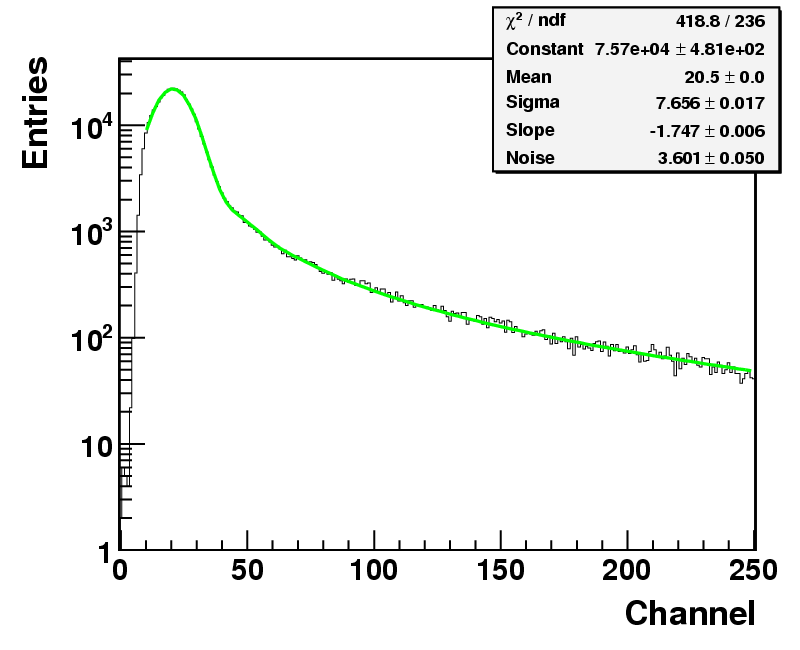 χ² / ndf 418.8 / 236
Constant 7.57e+04 ± 4.81e+02
Mean 20.5 ± 0.0
Sigma 7.656 ± 0.017
Slope -1.747 ± 0.006
Noise 3.601 ± 0.050
Entries
10⁴
10³
10²
10
1
0 50 100 150 200 250
Channel